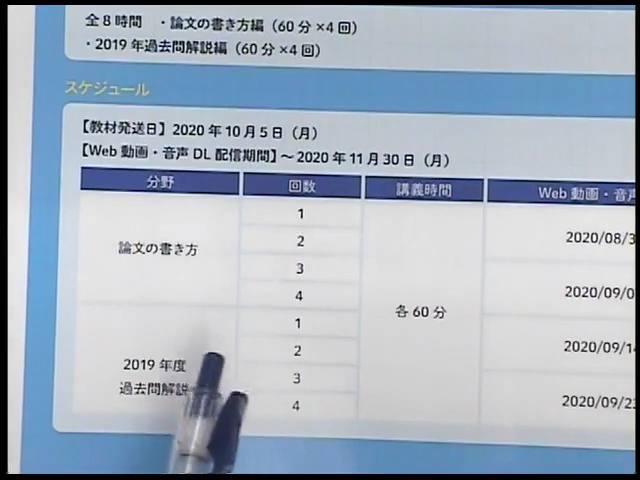 全8時間 ・論文の書き方編（60分×4回）
・2019年過去問解説編（60分×4回）
スケジュール
【教材発送日】2020年10月5日（月）
【Web動画・音声DL配信期間】～2020年11月30日（月）
分野 回数 講義時間 Web動画・音声
論文の書き方
1
2
3
4
2019年度
過去問解説
1
2
3
4
各60分
2020/08/3
2020/09/0
2020/09/14
2020/09/23